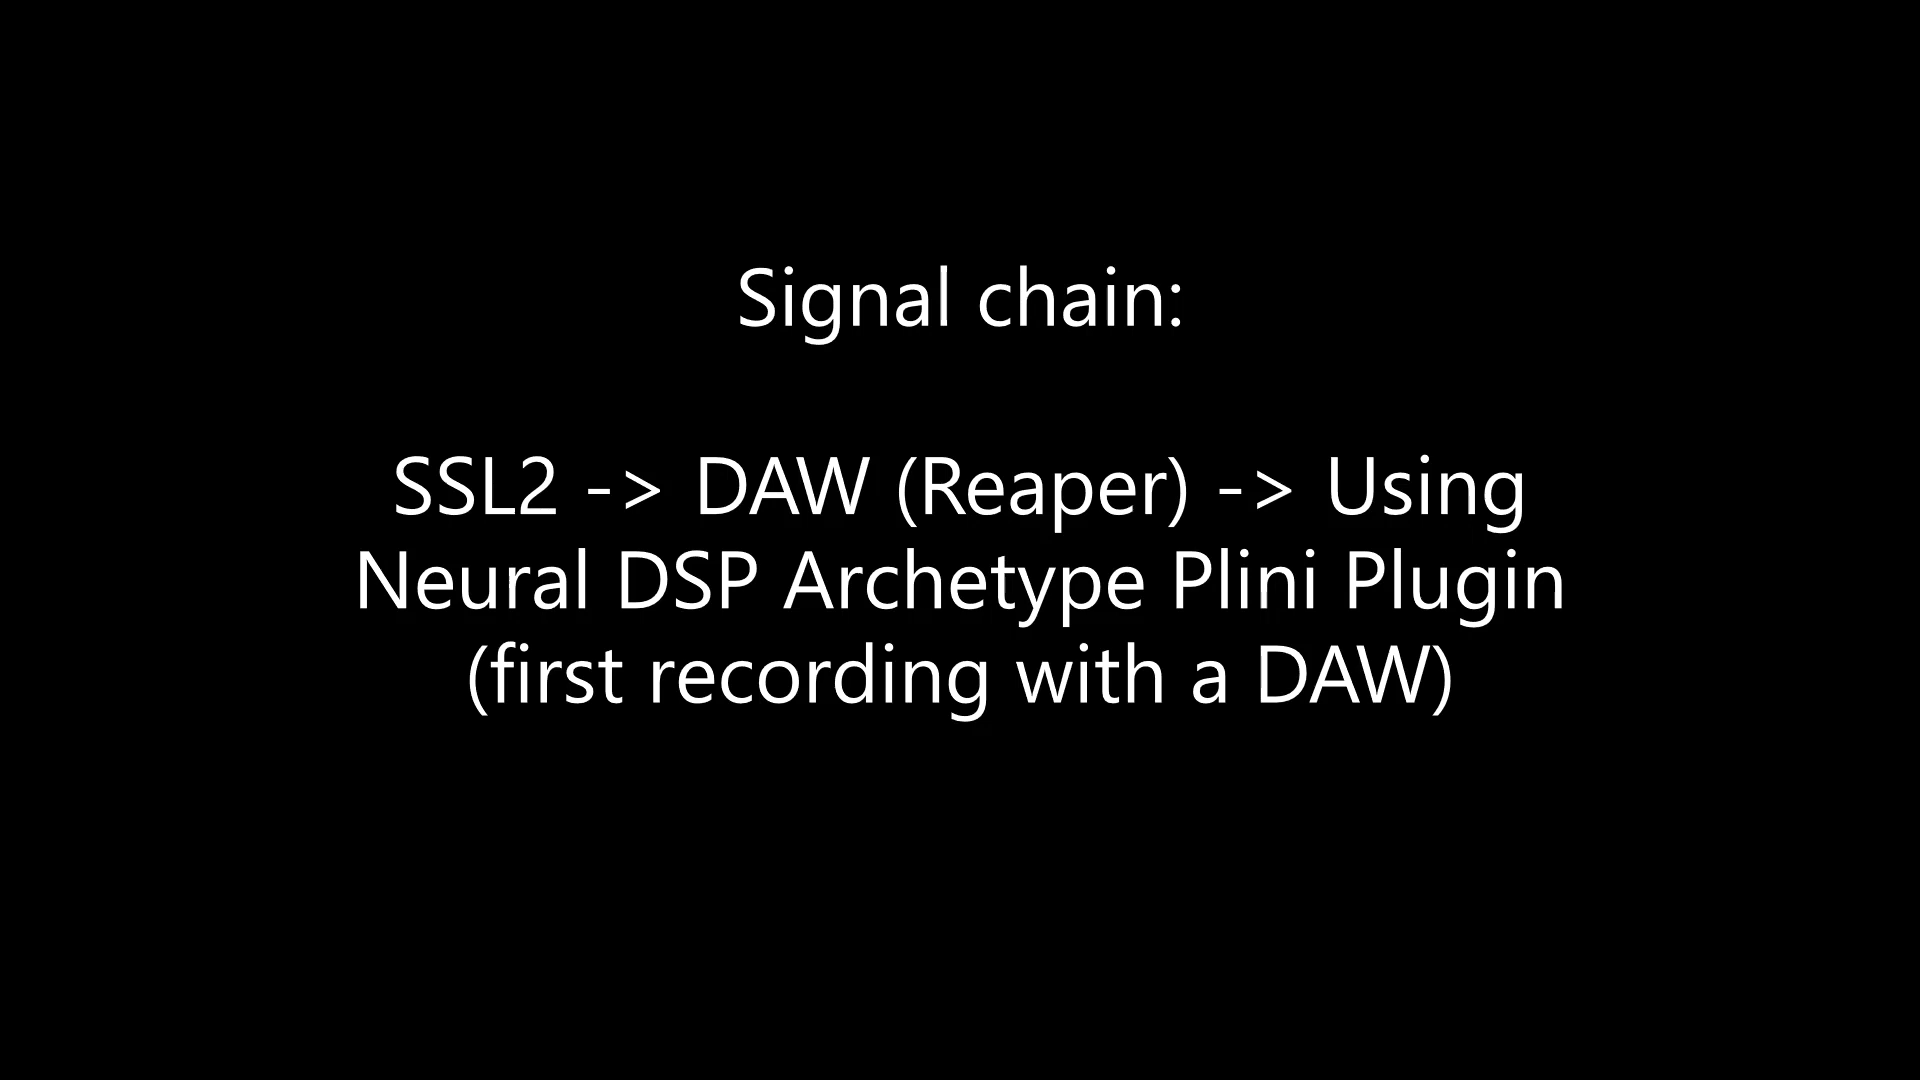 Signal chain:
SSL2 -> DAW (Reaper) -> Using
Neural DSP Archetype Plini Plugin
(first recording with a DAW)